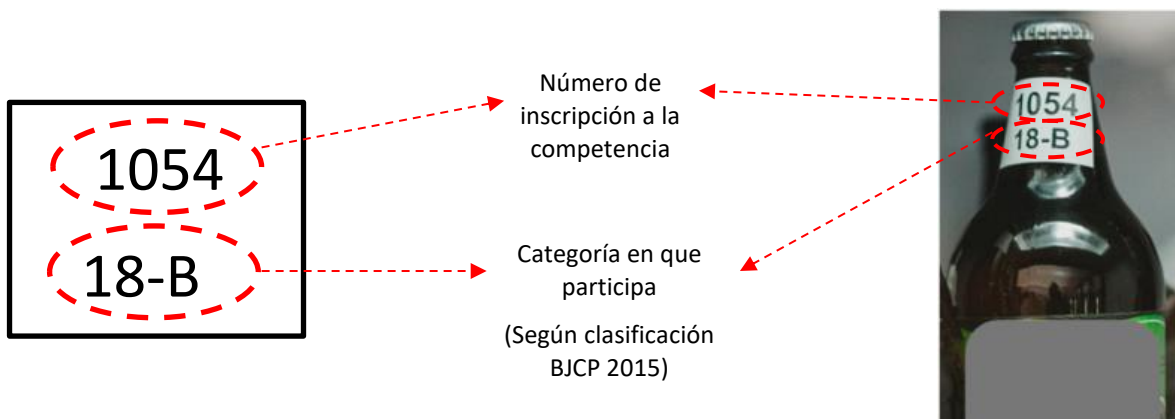 1054
18-B
Número de
inscripción a la
competencia
Categoría en que
participa
(Según clasificación
BJCP 2015)
1054
18-B